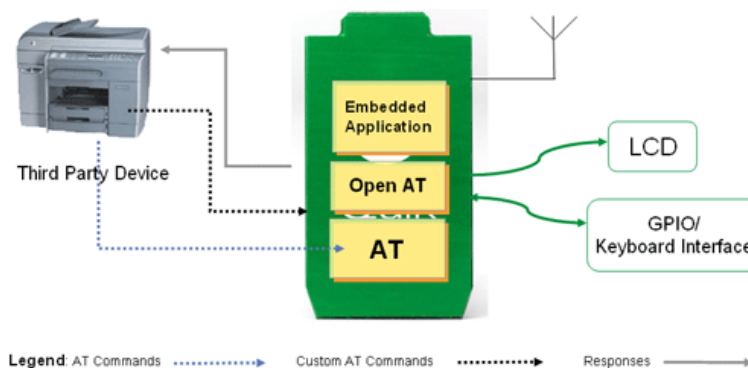 Embedded
Application
Third Party Device
Open AT
AT
LCD
GPIO/
Keyboard Interface
Legend: AT Commands
Custom AT Commands
Responses